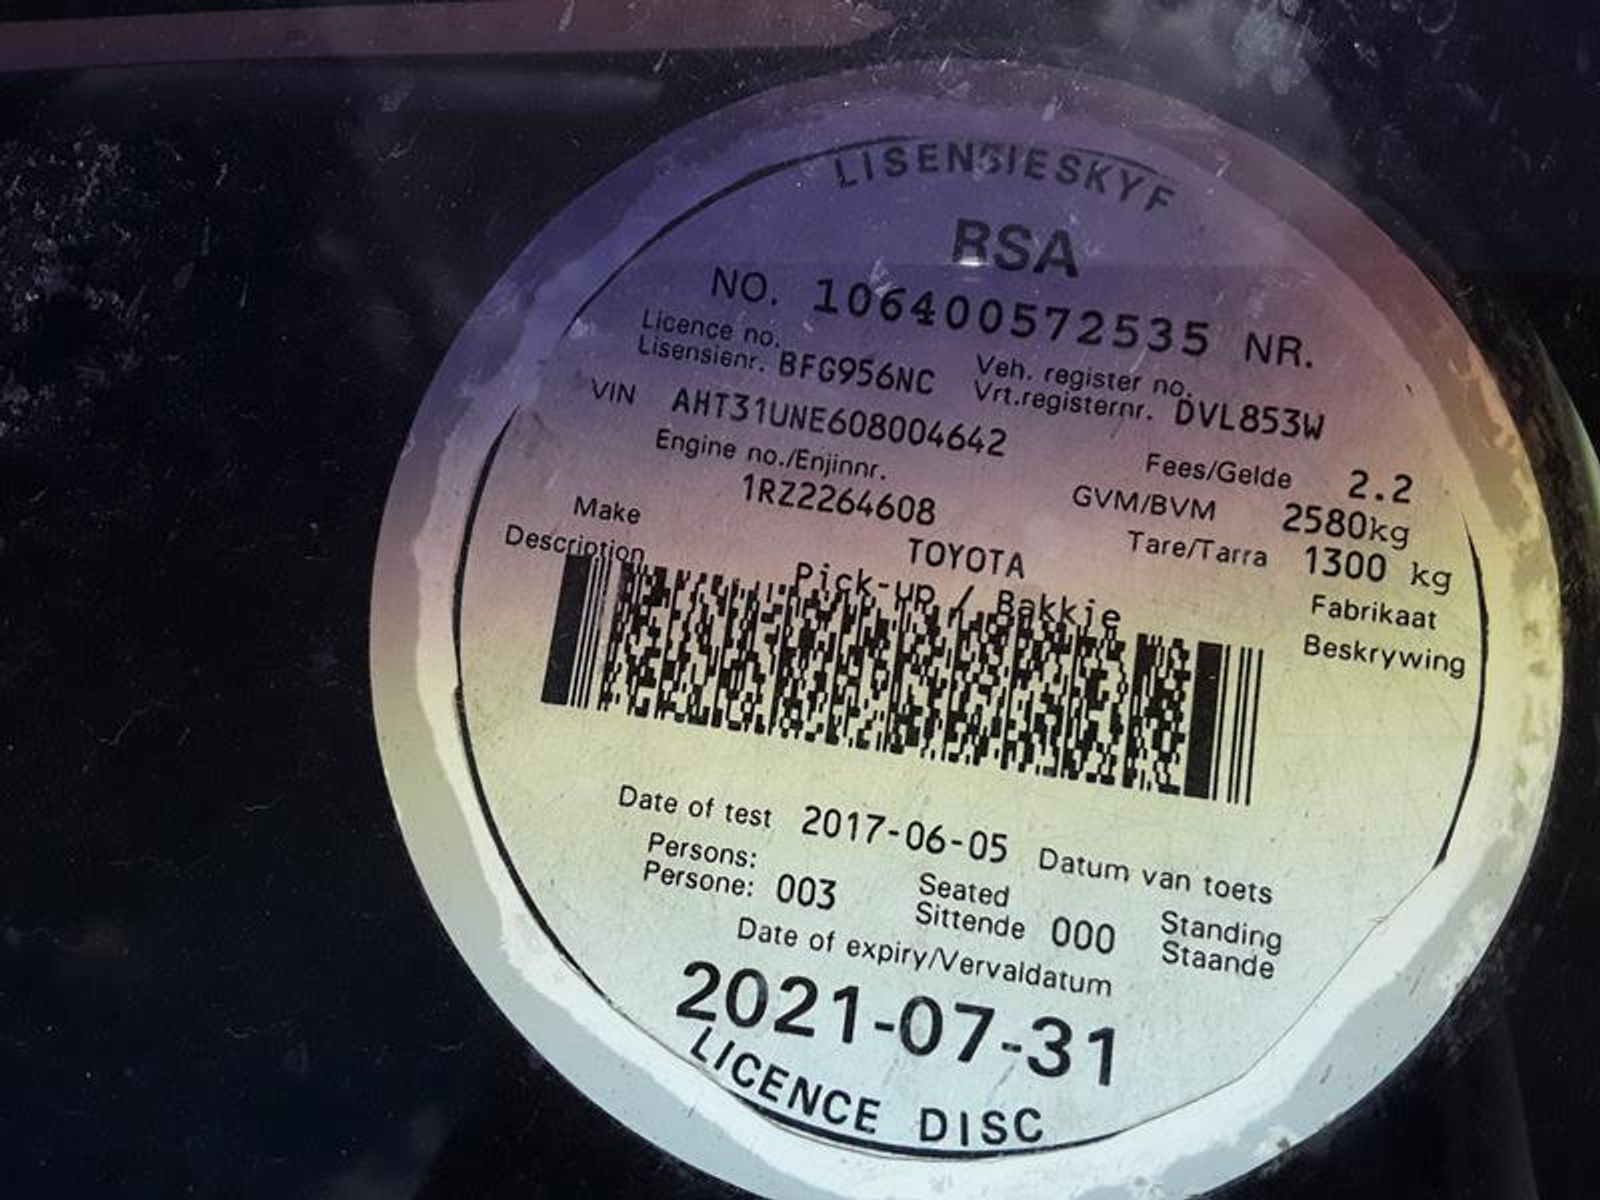 LISENSIESKYF
RSA
NO. 106400572535 NR.
Licence no.
Lisensienr. BFG956NC
Veh. register no.
Vrt.registernr. DVL853W
VIN AHT31UNE608004642
Engine no./Enjinnr.
1RZ2264608
Fees/Gelde 2.2
GVM/BVM 2580kg
Tare/Tarra 1300 kg
Make TOYOTA Fabrikaat
Description Pick-up / Bakkie Beskrywing
Date of test 2017-06-05 Datum van toets
Persons:
Persone: 003
Seated
Sittende 000
Standing
Staande
Date of expiry/Vervaldatum
2021-07-31
LICENCE DISC